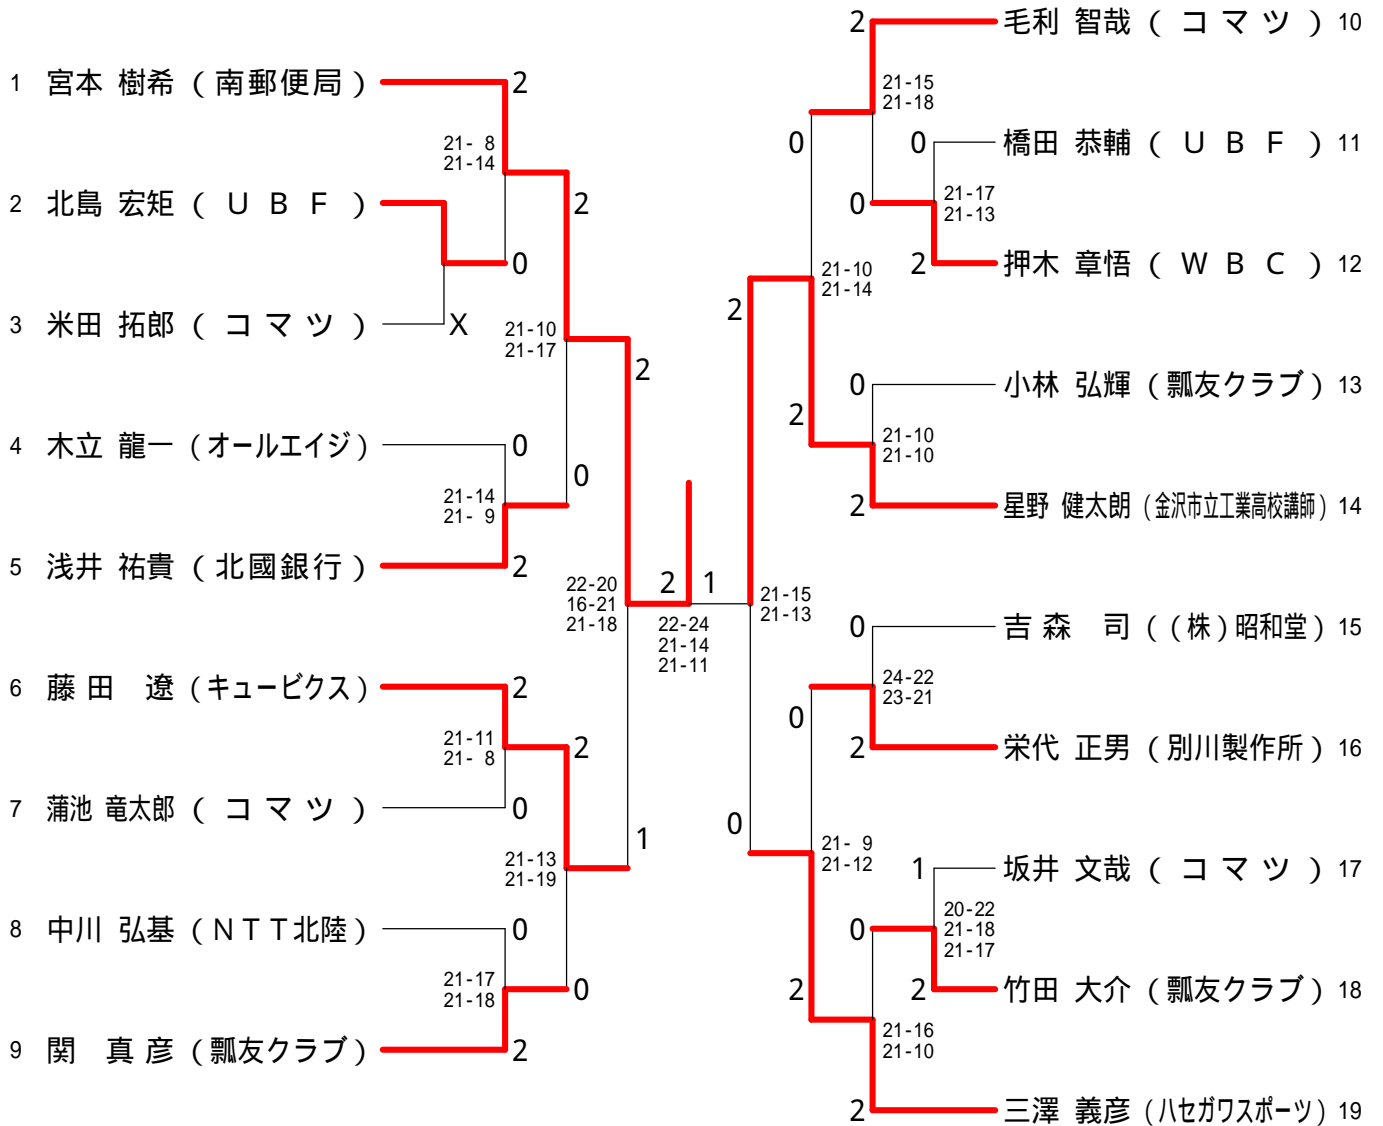 1 宮本 樹希 (南郵便局) 2
21- 8
21-14
2 北島 宏矩 ( Ｕ Ｂ Ｆ ) 2
0
3 米田 拓郎 ( コ マ ツ ) X
21-10
21-17
2
4 木立 龍一 (オールエイジ) 0
0
21-14
21- 9
5 浅井 祐貴 (北國銀行) 2
22-20
16-21
21-18
2 1
22-24
21-14
21-11
6 藤 田 遼 (キュービクス) 2
21-11
21- 8
2
7 蒲池 竜太郎 ( コ マ ツ ) 0
1
21-13
21-19
8 中川 弘基 (ＮＴＴ北陸) 0
21-17
21-18
0
9 関 真 彦 (瓢友クラブ) 2
2 毛利 智哉 ( コ マ ツ ) 10
21-15
21-18
0
0 橋田 恭輔 ( Ｕ Ｂ Ｆ ) 11
21-17
21-13
0
2 押木 章悟 ( Ｗ Ｂ Ｃ ) 12
21-10
21-14
2
0 小林 弘輝 (瓢友クラブ) 13
2
21-10
21-10
2 星野 健太朗 (金沢市立工業高校講師) 14
21-15
21-13
0 吉 森 司 ((株)昭和堂) 15
24-22
23-21
0
2 栄代 正男 (別川製作所) 16
0
21- 9
21-12
1 坂井 文哉 ( コ マ ツ ) 17
20-22
21-18
21-17
0
2 竹田 大介 (瓢友クラブ) 18
2
21-16
21-10
2 三澤 義彦 (ハセガワスポーツ) 19